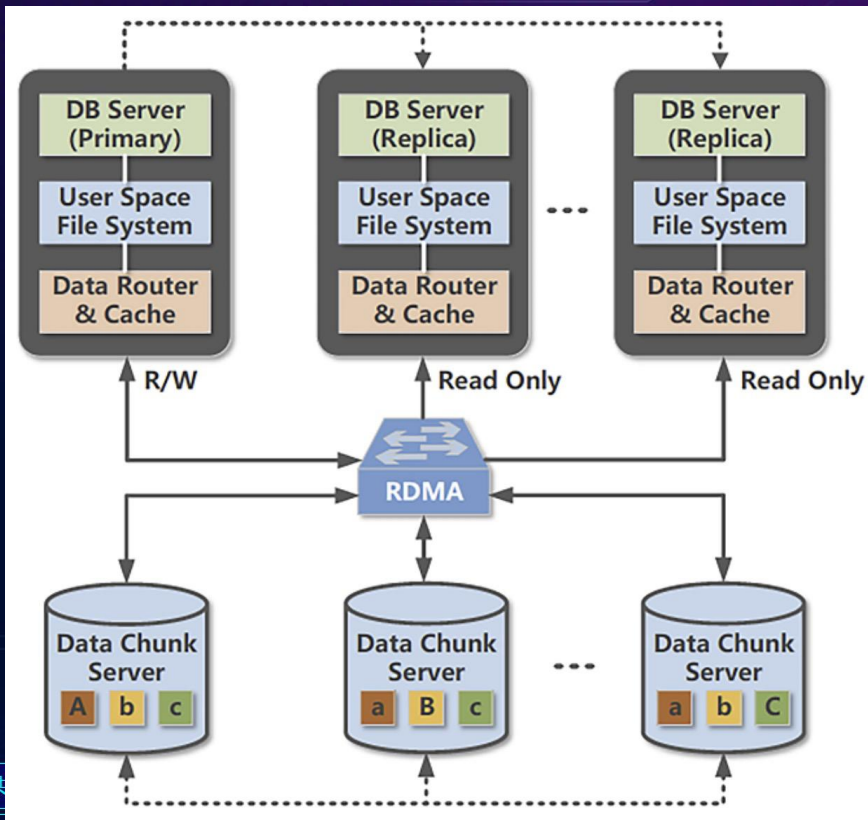 DB Server
(Primary)
User Space
File System
Data Router
& Cache
DB Server
(Replica)
User Space
File System
Data Router
& Cache
DB Server
(Replica)
User Space
File System
Data Router
& Cache
R/W
Read Only
Read Only
RDMA
Data Chunk
Server
A b c
Data Chunk
Server
a B c
Data Chunk
Server
a b C